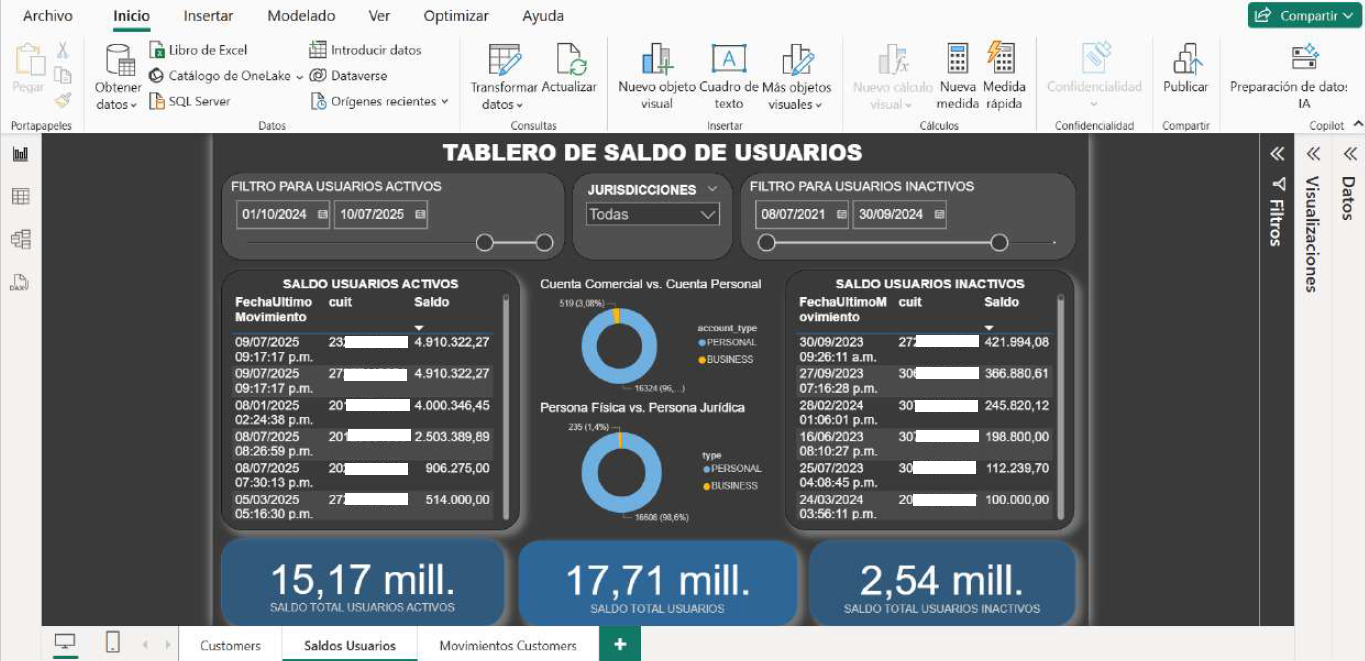 Archivo Inicio Insertar Modelado Ver Optimizar Ayuda Compartir
Pegar
Portapapeles
Obtener datos
Libro de Excel
Catálogo de OneLake
SQL Server
Introducir datos
Dataverse
Orígenes recientes
Datos
Transformar datos
Actualizar
Consultas
Nuevo objeto visual
Cuadro de texto
Más objetos visuales
Insertar
Nuevo cálculo visual
Nueva medida
Medida rápida
Cálculos
Confidencialidad
Confidencialidad
Publicar
Compartir
Preparación de datos IA
Copilot
TABLERO DE SALDO DE USUARIOS
FILTRO PARA USUARIOS ACTIVOS
01/10/2024 10/07/2025
JURISDICCIONES
Todas
FILTRO PARA USUARIOS INACTIVOS
08/07/2021 30/09/2024
SALDO USUARIOS ACTIVOS
FechaUltimo Movimiento cuit Saldo
09/07/2025 09:17:17 p.m. 23 4.910.322,27
09/07/2025 09:17:17 p.m. 27 4.910.322,27
08/01/2025 02:24:38 p.m. 20 4.000.346,45
08/07/2025 08:26:59 p.m. 201 2.503.389,89
08/07/2025 07:30:13 p.m. 20 906.275,00
05/03/2025 05:16:30 p.m. 27 514.000,00
Cuenta Comercial vs. Cuenta Personal
519 (3,08%)
16324 (96, ...)
account_type
PERSONAL
BUSINESS
Persona Física vs. Persona Jurídica
235 (1,4%)
16606 (98,6%)
type
PERSONAL
BUSINESS
SALDO USUARIOS INACTIVOS
FechaUltimoM ovimiento cuit Saldo
30/09/2023 09:26:11 a.m. 27 421.994,08
27/09/2023 07:16:28 p.m. 30 366.880,61
28/02/2024 01:06:01 p.m. 30 245.820,12
16/06/2023 08:10:27 p.m. 30 198.800,00
25/07/2023 04:08:45 p.m. 30 112.239,70
24/03/2024 03:56:11 p.m. 20 100.000,00
15,17 mill.
SALDO TOTAL USUARIOS ACTIVOS
17,71 mill.
SALDO TOTAL USUARIOS
2,54 mill.
SALDO TOTAL USUARIOS INACTIVOS
Filtros
Visualizaciones
Datos
Customers Saldos Usuarios Movimientos Customers